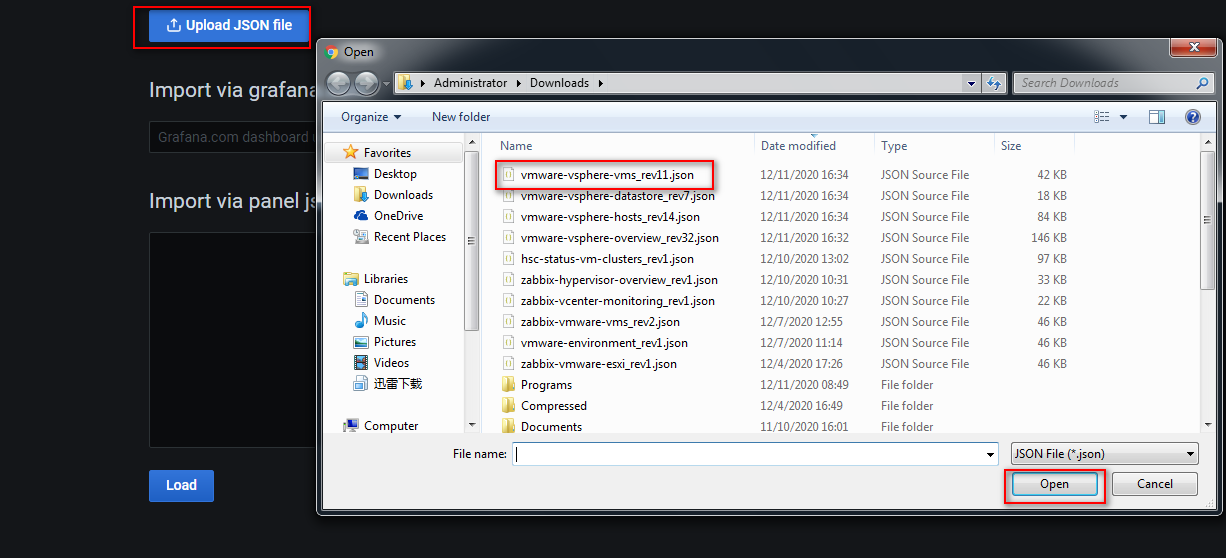 Upload JSON file
Open
Administrator
Downloads
Search Downloads
Import via grafana
Organize
New folder
Grafana.com dashboard u
Name
Date modified
Type
Size
Favorites
Desktop
Downloads
OneDrive
Recent Places
Libraries
Documents
Music
Pictures
Videos
迅雷下载
Computer
vmware-vsphere-vms_rev11.json 12/11/2020 16:34 JSON Source File 42 KB
vmware-vsphere-datastore_rev7.json 12/11/2020 16:34 JSON Source File 18 KB
vmware-vsphere-hosts_rev14.json 12/11/2020 16:34 JSON Source File 84 KB
vmware-vsphere-overview_rev32.json 12/11/2020 16:32 JSON Source File 146 KB
hsc-status-vm-clusters_rev1.json 12/10/2020 13:02 JSON Source File 97 KB
zabbix-hypervisor-overview_rev1.json 12/10/2020 10:31 JSON Source File 33 KB
zabbix-vcenter-monitoring_rev1.json 12/10/2020 10:27 JSON Source File 22 KB
zabbix-vmware-vms_rev2.json 12/7/2020 12:55 JSON Source File 46 KB
vmware-environment_rev1.json 12/7/2020 11:14 JSON Source File 46 KB
zabbix-vmware-esxi_rev1.json 12/4/2020 17:26 JSON Source File 46 KB
Programs 12/11/2020 08:49 File folder
Compressed 12/4/2020 16:49 File folder
Documents 11/10/2020 16:01 File folder
Import via panel js
File name:
JSON File (*.json)
Load
Open
Cancel